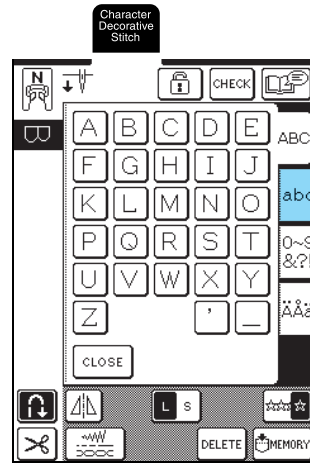 Character
Decorative
Stitch
N
CHECK
A B C D E
ABC
F G H I J
abc
K L M N O
P Q R S T
0~9
&?!
U V W X Y
Z ' _
ÄÅä
CLOSE
L S
DELETE MEMORY